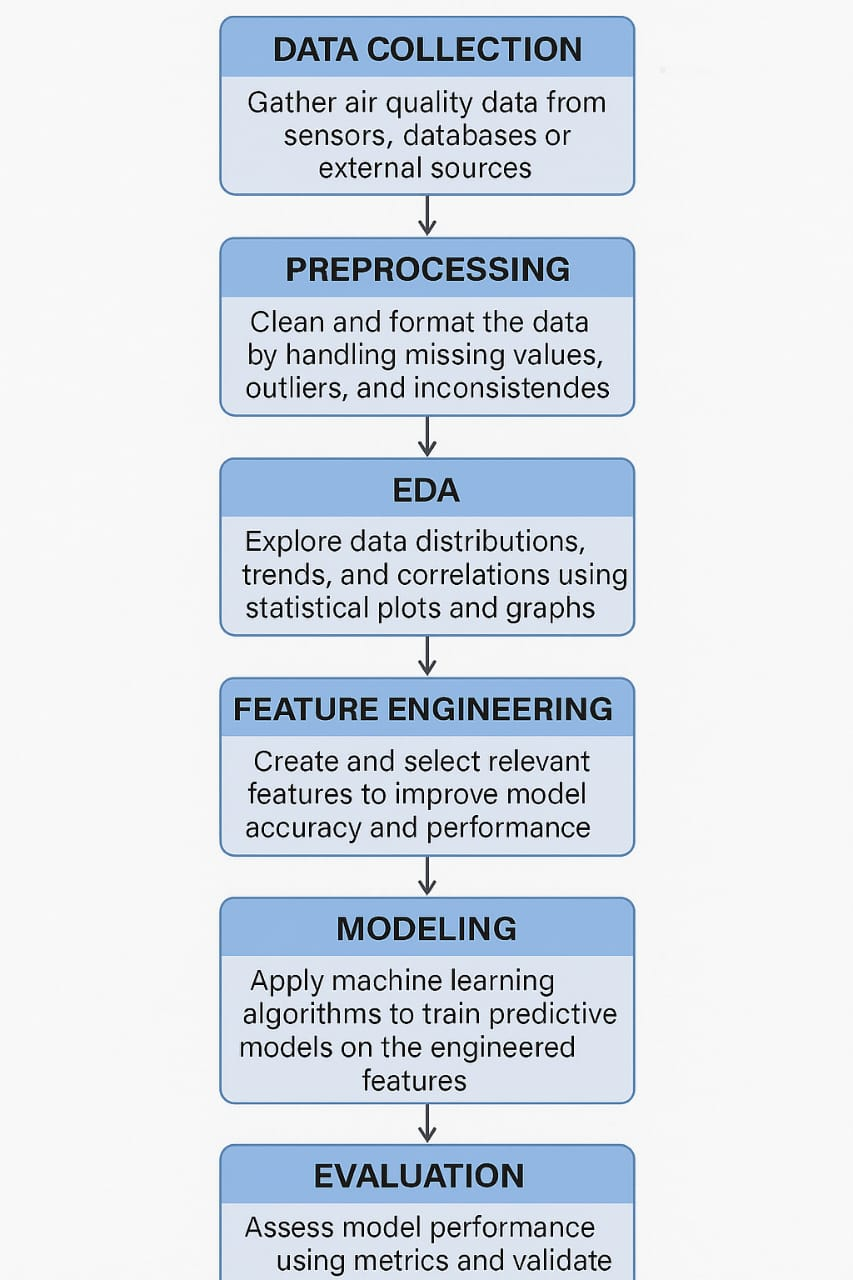 DATA COLLECTION
Gather air quality data from
sensors, databases or
external sources
PREPROCESSING
Clean and format the data
by handling missing values,
outliers, and inconsistendes
EDA
Explore data distributions,
trends, and correlations using
statistical plots and graphs
FEATURE ENGINEERING
Create and select relevant
features to improve model
accuracy and performance
MODELING
Apply machine learning
algorithms to train predictive
models on the engineered
features
EVALUATION
Assess model performance
using metrics and validate